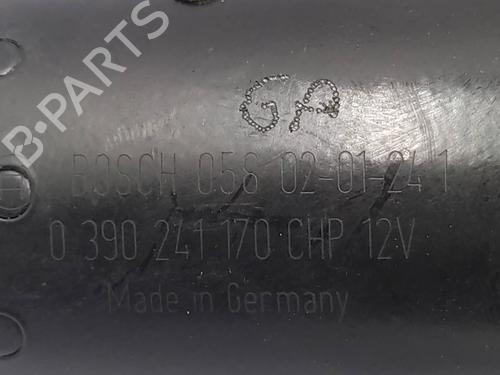 B-PARTS
GA
BOSCH 058 02-01-24 1
0 390 241 170 CHP 12V
Made in Germany